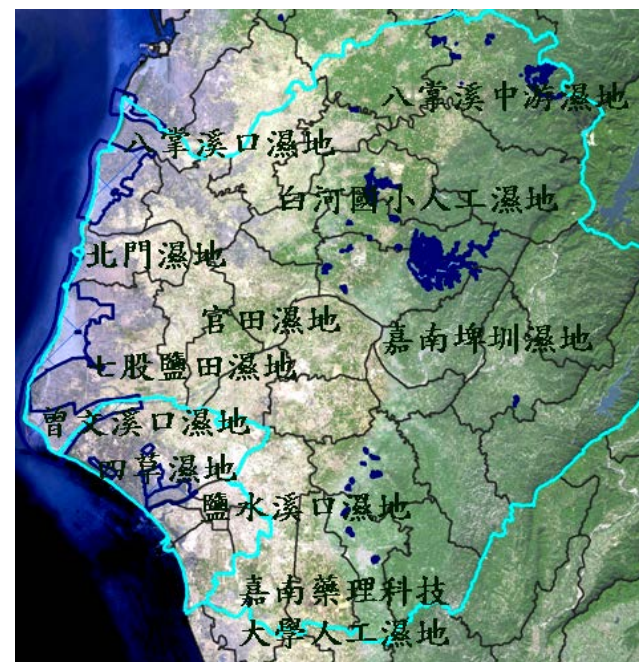 八掌溪中游濕地
八掌溪口濕地
白河國小人工濕地
北門濕地
官田濕地
嘉南埤圳濕地
七股鹽田濕地
曾文溪口濕地
四草濕地
鹽水溪口濕地
嘉南藥理科技
大學人工濕地